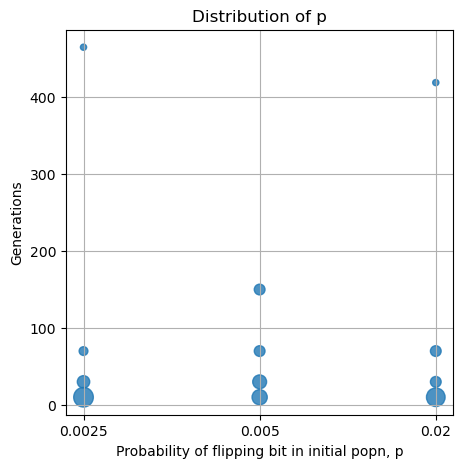 Distribution of p
Generations
400
300
200
100
0
0.0025
0.005
0.02
Probability of flipping bit in initial popn, p